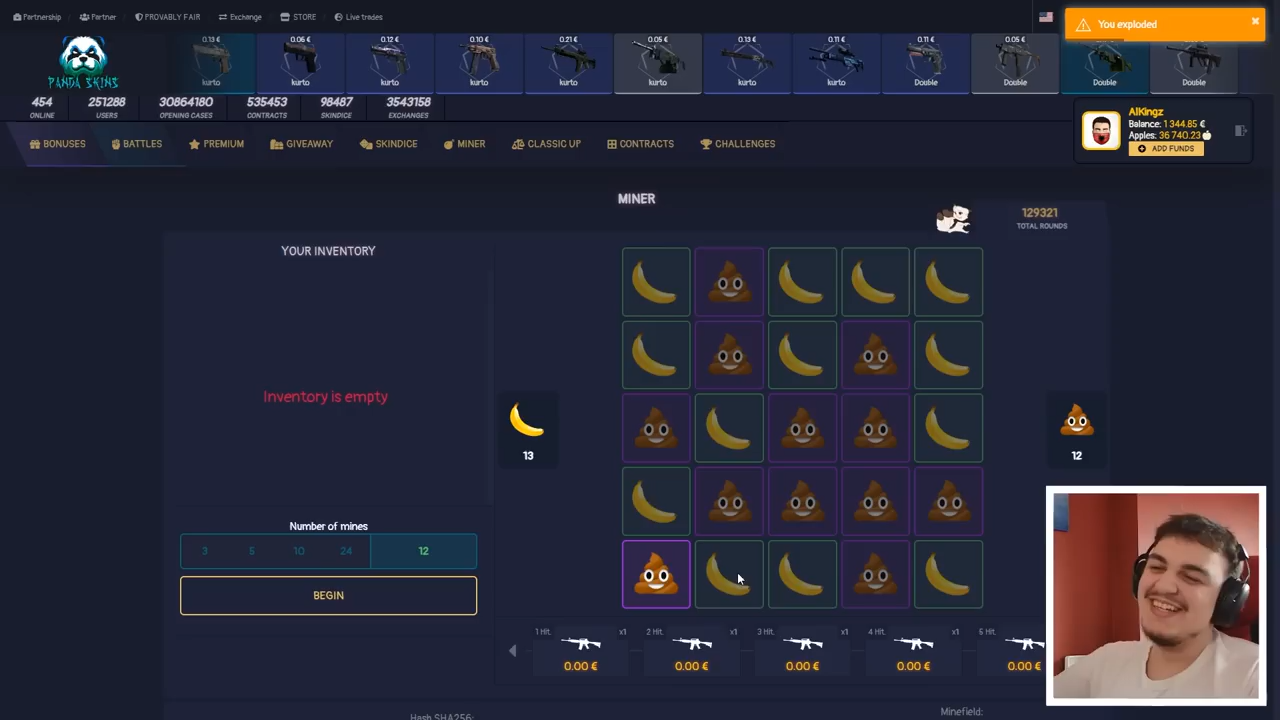 Partnership Partner PROVABLY FAIR Exchange STORE Live trades
You exploded
0.13 € 0.06 € 0.12 € 0.10 € 0.21 € 0.05 € 0.13 € 0.11 € 0.11 € 0.05 €
PANDA SKINS
kurto kurto kurto kurto kurto kurto kurto kurto Double Double Double Double
454 251288 30864180 535453 98487 3543158
ONLINE USERS OPENING CASES CONTRACTS SKINDICE EXCHANGES
AlKingz
Balance: 1 344.85 €
Apples: 36 740.23
ADD FUNDS
BONUSES BATTLES PREMIUM GIVEAWAY SKINDICE MINER CLASSIC UP CONTRACTS CHALLENGES
MINER
129321
TOTAL ROUNDS
YOUR INVENTORY
Inventory is empty
13
12
Number of mines
3 5 10 24 12
BEGIN
1 Hit. x1 2 Hit. x1 3 Hit. x1 4 Hit. x1 5 Hit.
0.00 € 0.00 € 0.00 € 0.00 € 0.00 €
Hash SHA256:
Minefield: